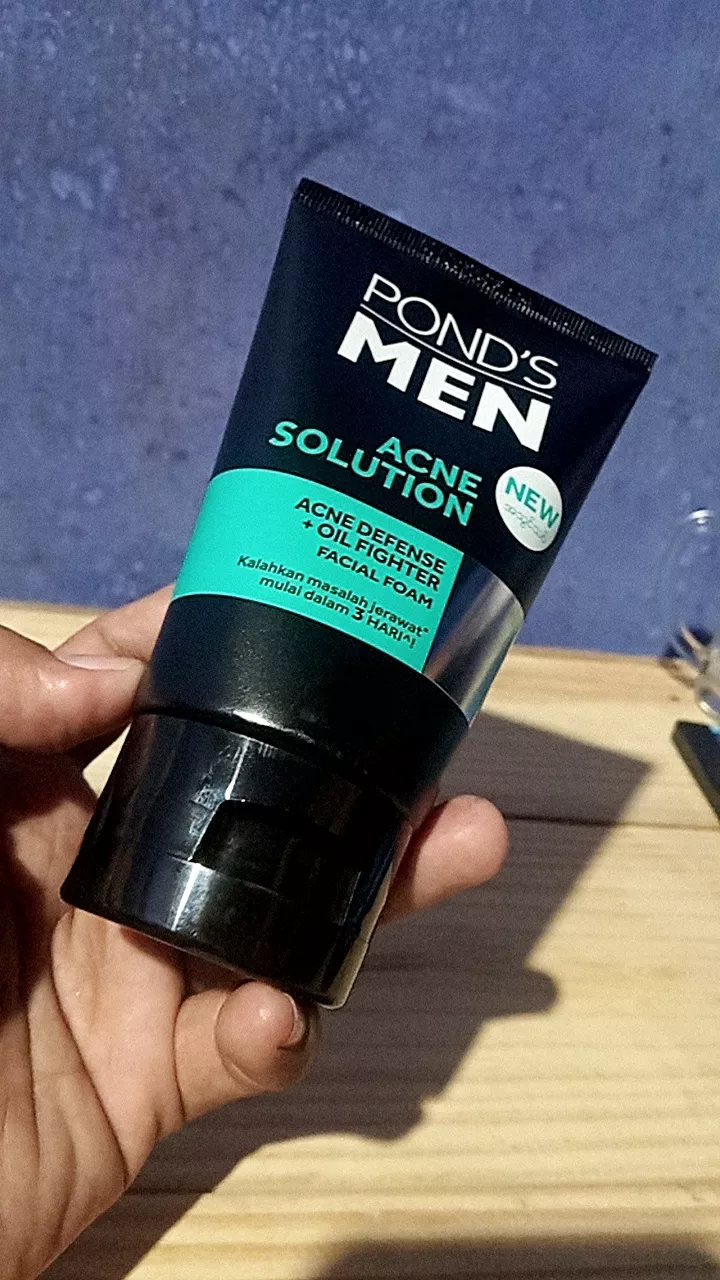 POND'S
MEN
ACNE
SOLUTION
NEW
ACNE DEFENSE
+ OIL FIGHTER
FACIAL FOAM
Kalahkan masalah jerawat*
mulai dalam 3 HARI^!